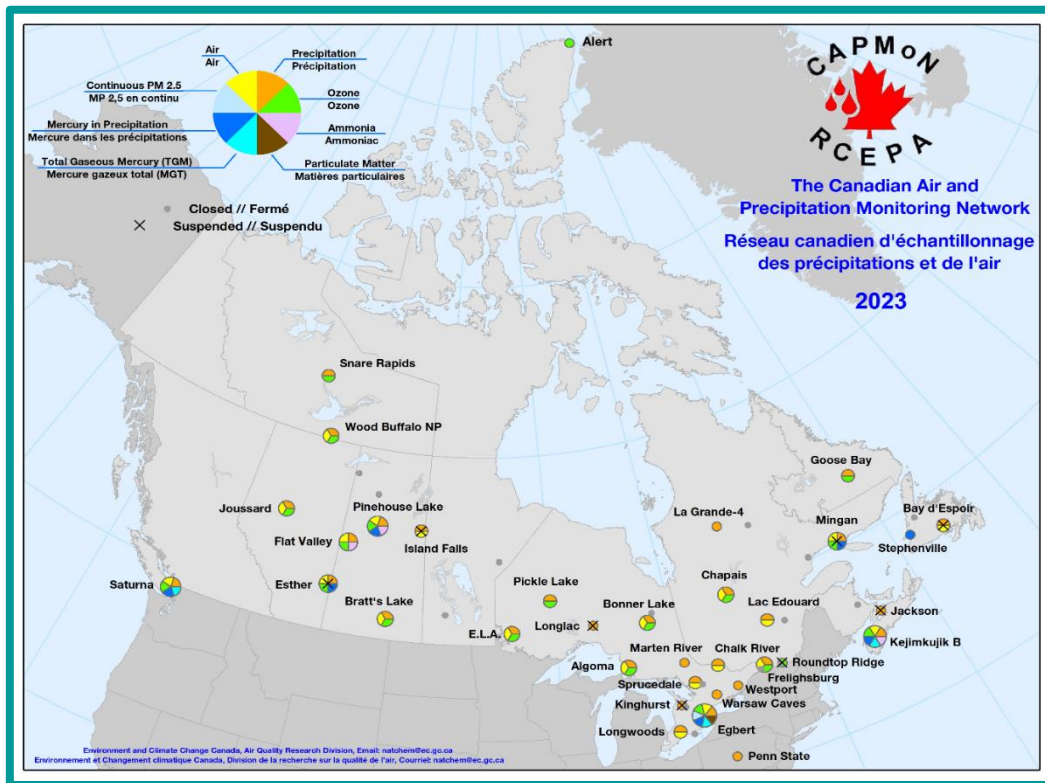 Air
Air
Continuous PM 2.5
MP 2,5 en continu
Mercury in Precipitation
Mercure dans les précipitations
Total Gaseous Mercury (TGM)
Mercure gazeux total (MGT)
Precipitation
Précipitation
Ozone
Ozone
Ammonia
Ammoniac
Particulate Matter
Matières particulaires
Closed // Fermé
Suspended // Suspendu
Alert
CAPMoN
RCEPA
The Canadian Air and
Precipitation Monitoring Network
Réseau canadien d'échantillonnage
des précipitations et de l'air
2023
Snare Rapids
Wood Buffalo NP
Goose Bay
Joussard
Pinehouse Lake
La Grande-4
Mingan
Bay d'Espoir
Flat Valley
Island Falls
Stephenville
Saturna
Esther
Pickle Lake
Chapais
Bratt's Lake
Bonner Lake
Lac Edouard
Jackson
E.L.A.
Longlac
Kejimkujik B
Marten River
Chalk River
Algoma
Roundtop Ridge
Sprucedale
Frelighsburg
Westport
Kinghurst
Warsaw Caves
Longwoods
Egbert
Penn State
Environment and Climate Change Canada, Air Quality Research Division, Email: natchem@ec.gc.ca
Environnement et Changement climatique Canada, Division de la recherche sur la qualité de l'air, Courriel: natchem@ec.gc.ca